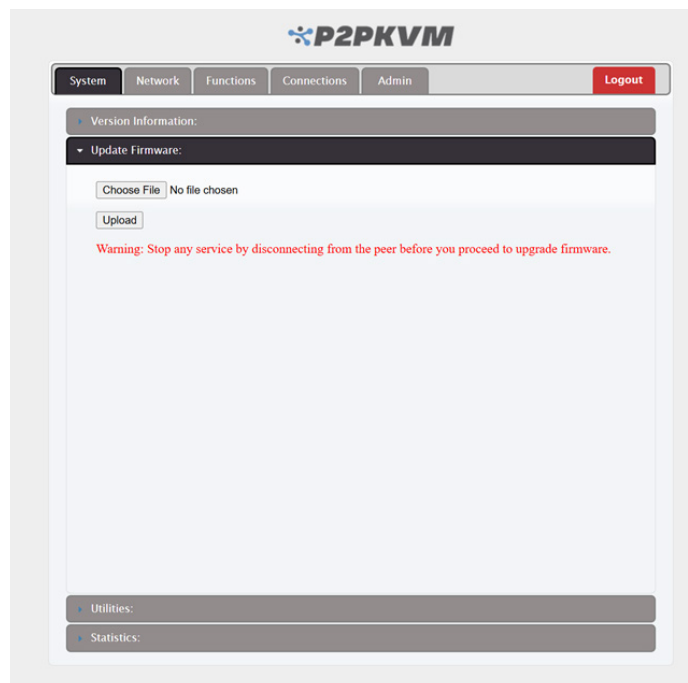 P2PKVM
System Network Functions Connections Admin Logout
Version Information:
Update Firmware:
Choose File No file chosen
Upload
Warning: Stop any service by disconnecting from the peer before you proceed to upgrade firmware.
Utilities:
Statistics: